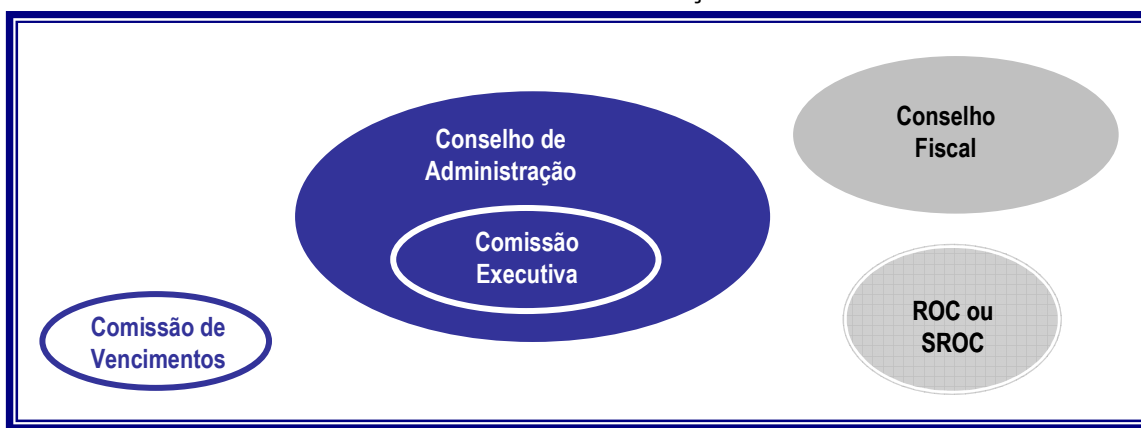 Conselho de
Administração
Comissão
Executiva
Conselho
Fiscal
Comissão de
Vencimentos
ROC ou
SROC